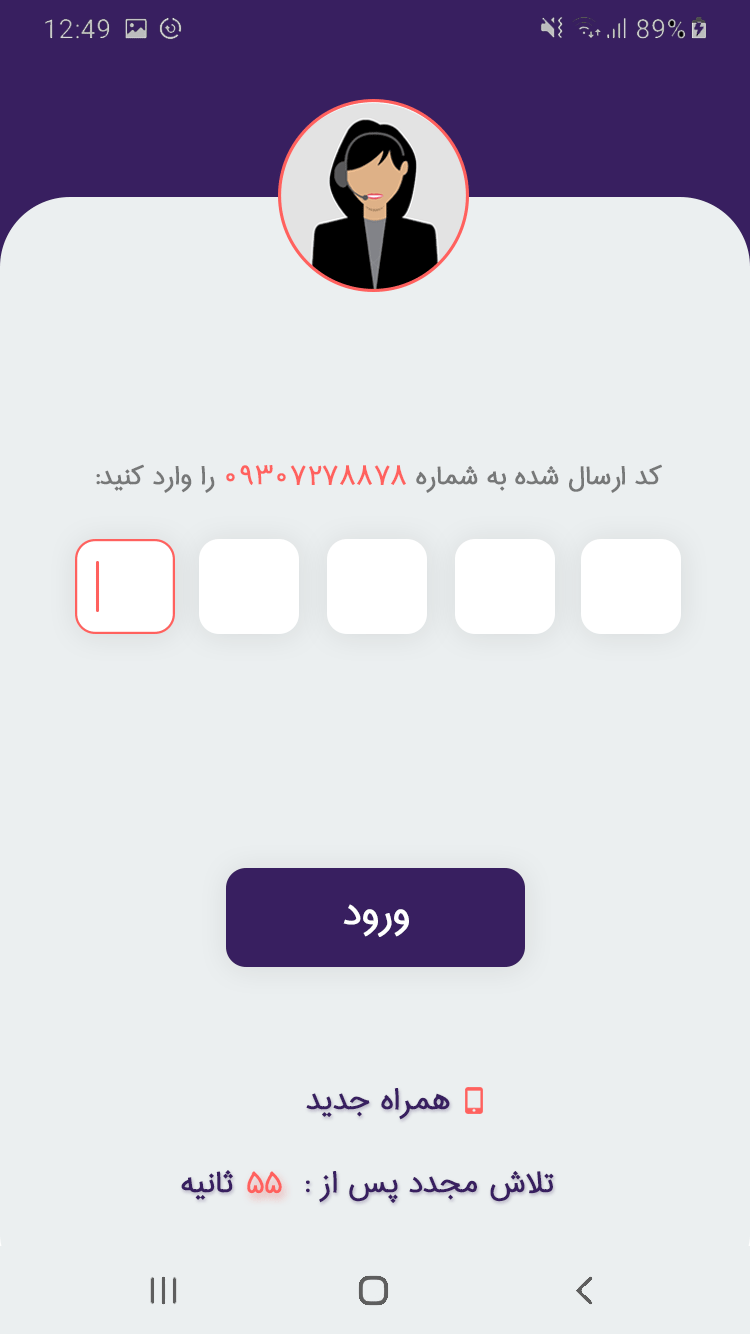 12:49 89%
کد ارسال شده به شماره ۰۹۳۰۷۲۷۸۸۷۸ را وارد کنید:
ورود
همراه جدید
تلاش مجدد پس از : ۵۵ ثانیه